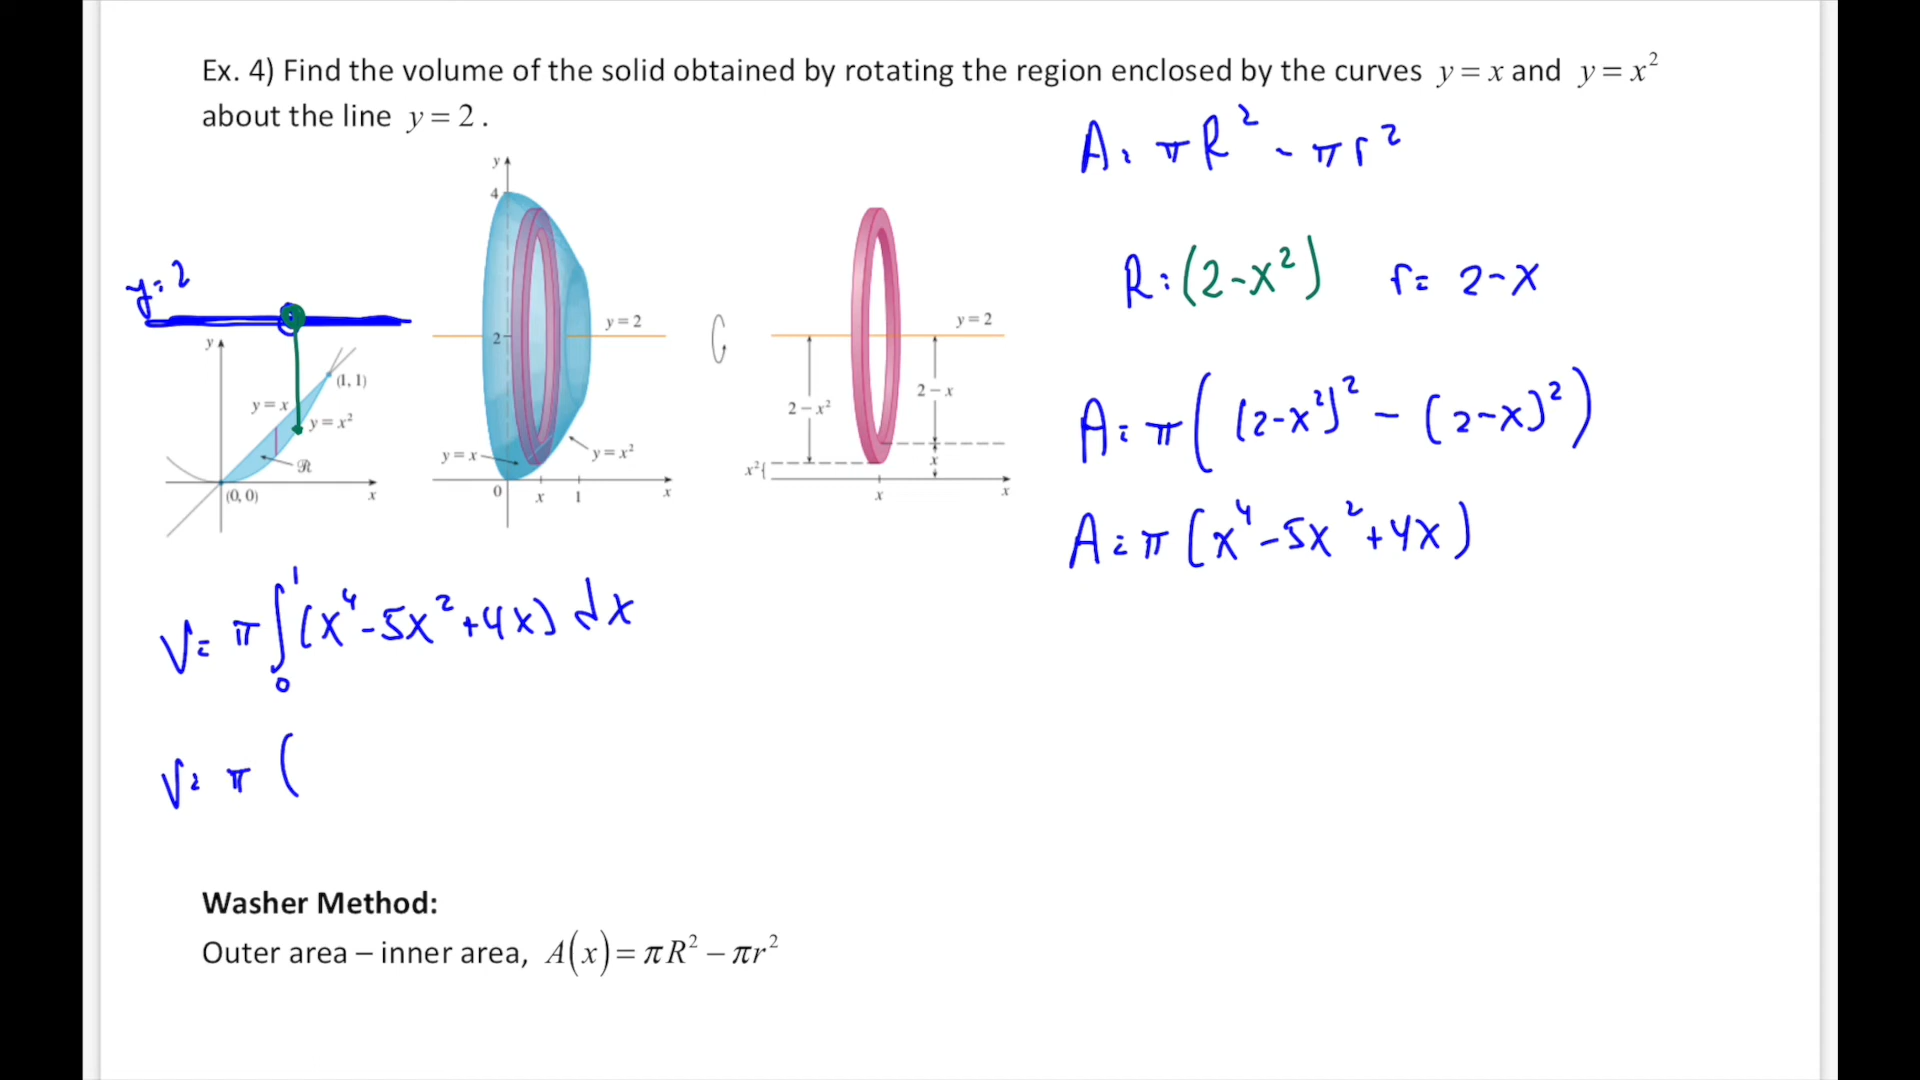 Ex. 4) Find the volume of the solid obtained by rotating the region enclosed by the curves y = x and y = x²
about the line y = 2 .
A = πR² - πr²
R = (2-x²) r = 2-x
A = π( (2-x²)² - (2-x)² )
A = π (x⁴-5x²+4x)
y=2
y
(1, 1)
y = x
y = x²
ℛ
(0, 0)
x
y
4
2
y = 2
y = x
y = x²
0
x
1
x
y = 2
2 − x
2 − x²
x
x²{
x
x
V = π ∫₀¹ (x⁴-5x²+4x) dx
V = π (
Washer Method:
Outer area – inner area, A(x) = πR² − πr²